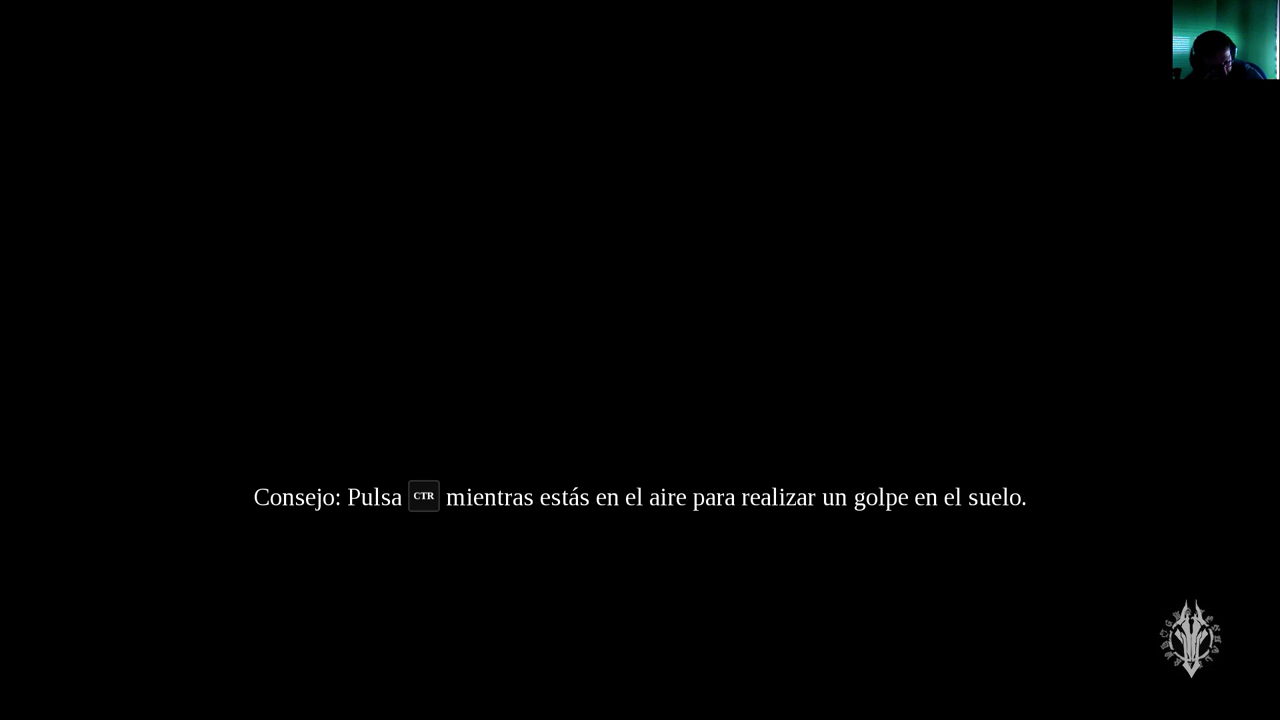 Consejo: Pulsa CTR mientras estás en el aire para realizar un golpe en el suelo.